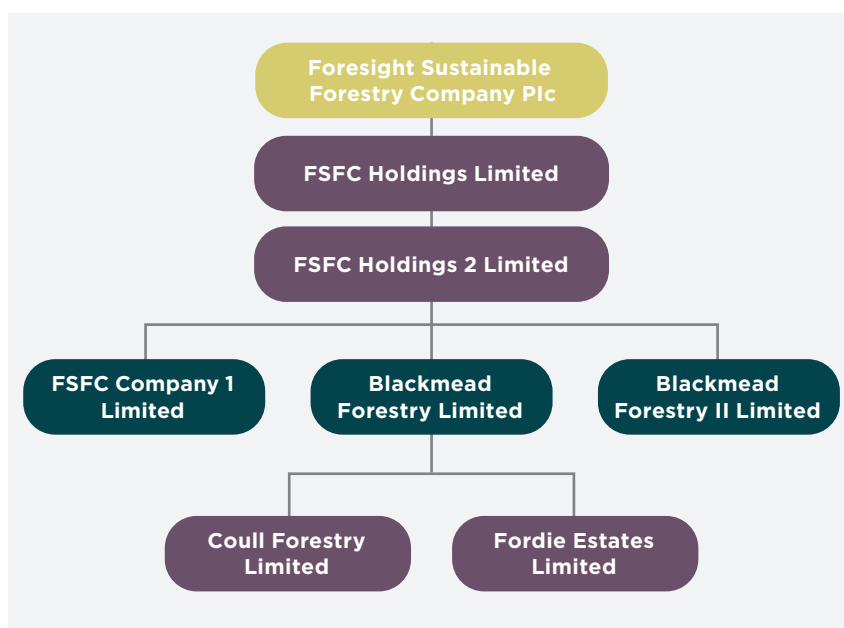 Foresight Sustainable
Forestry Company Plc
FSFC Holdings Limited
FSFC Holdings 2 Limited
FSFC Company 1
Limited
Blackmead
Forestry Limited
Blackmead
Forestry II Limited
Coull Forestry
Limited
Fordie Estates
Limited